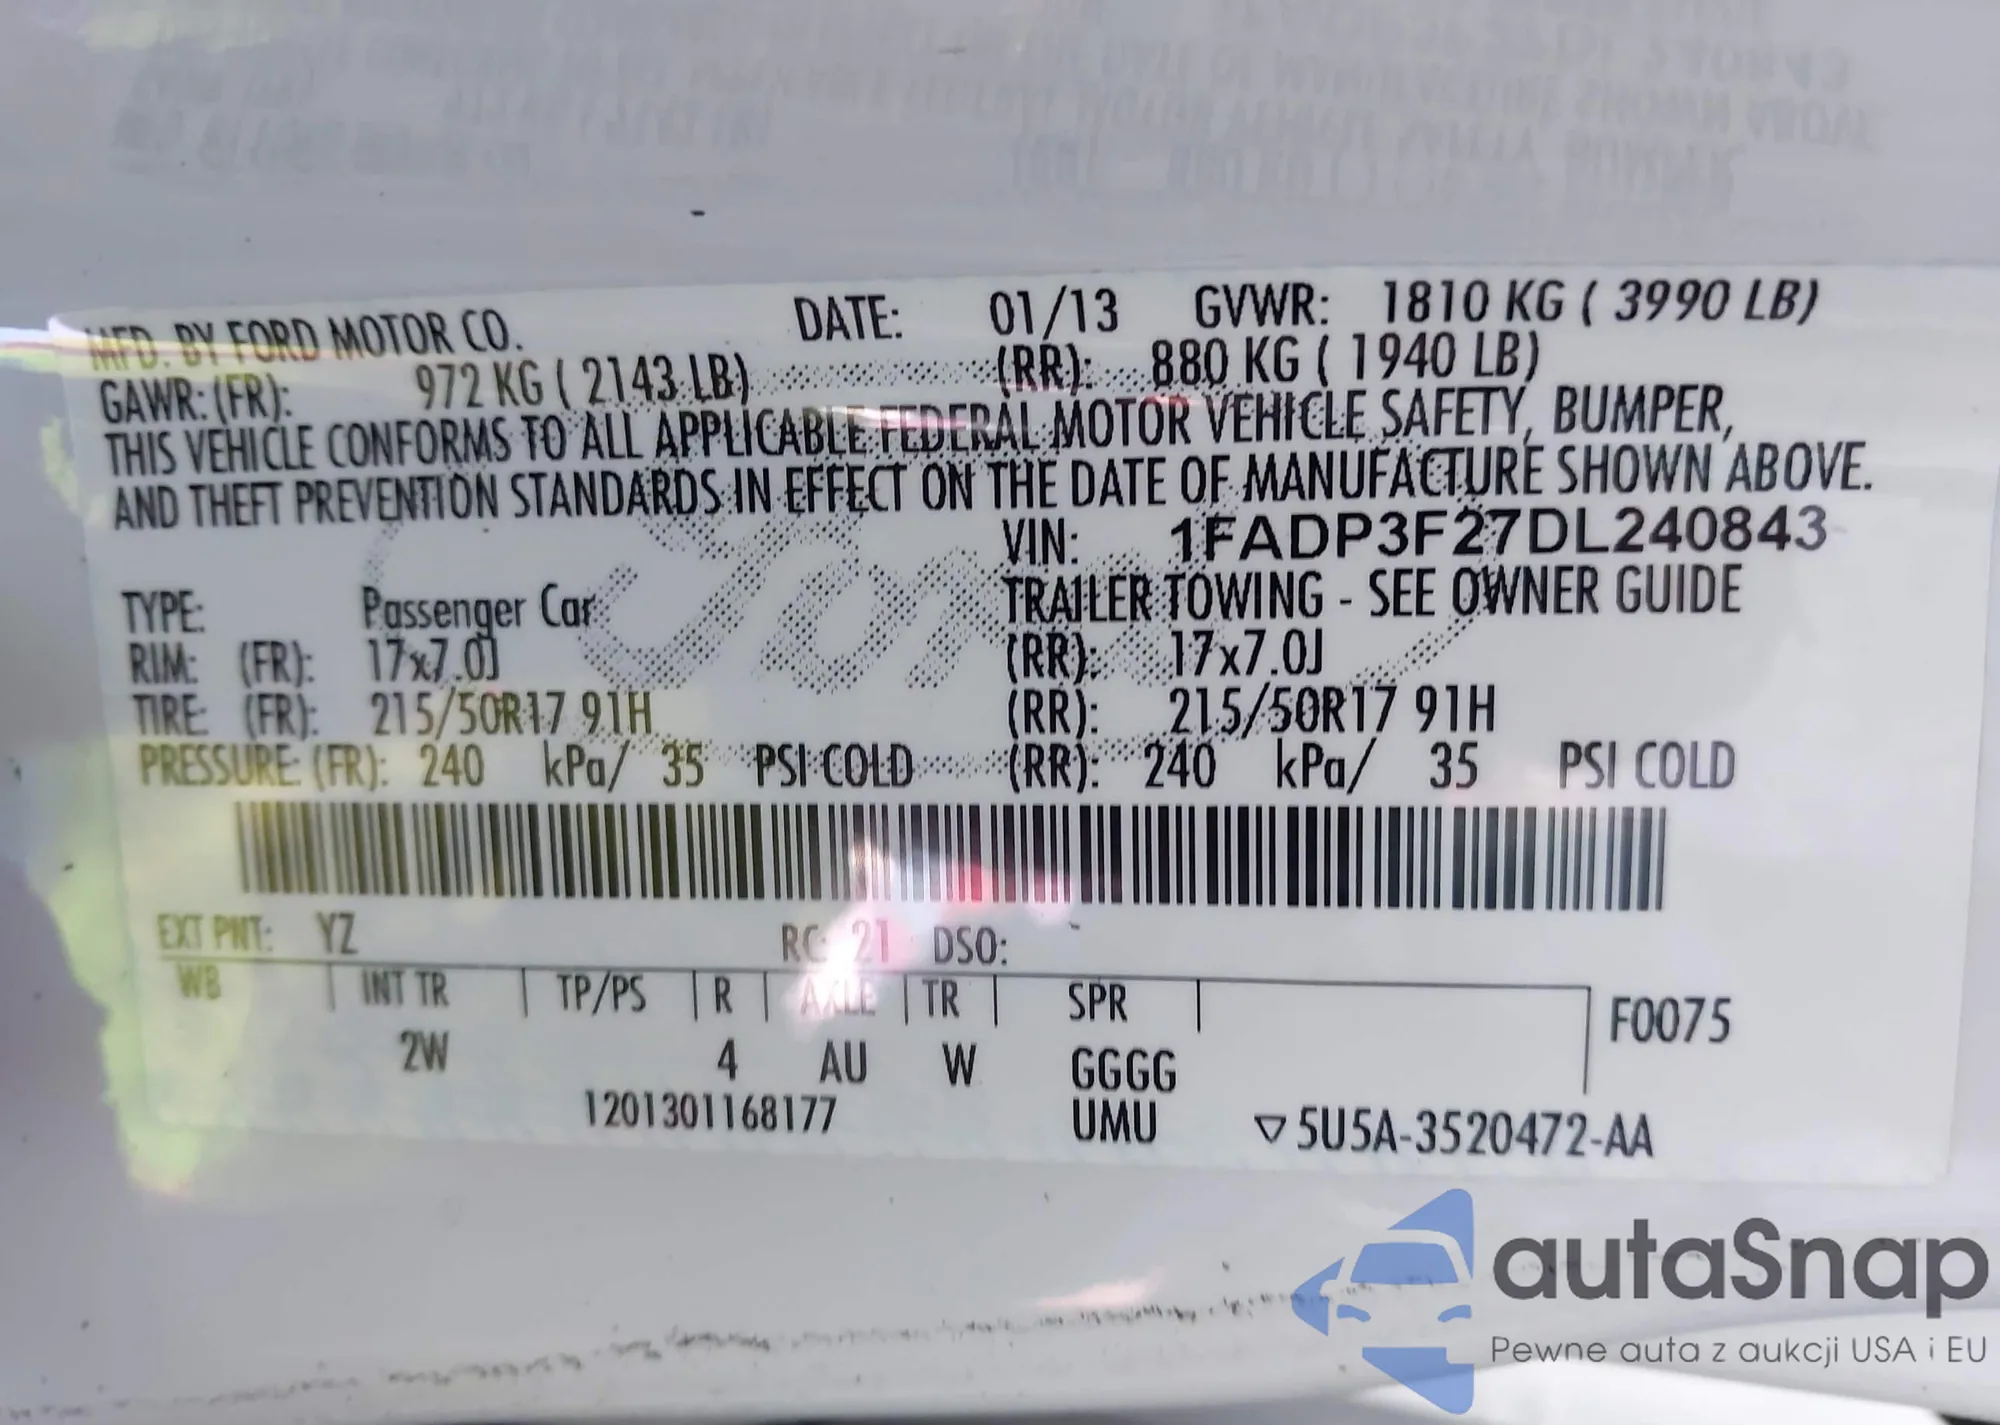 MFD. BY FORD MOTOR CO. DATE: 01/13 GVWR: 1810 KG ( 3990 LB)
GAWR: (FR): 972 KG ( 2143 LB) (RR): 880 KG ( 1940 LB)
THIS VEHICLE CONFORMS TO ALL APPLICABLE FEDERAL MOTOR VEHICLE SAFETY, BUMPER,
AND THEFT PREVENTION STANDARDS IN EFFECT ON THE DATE OF MANUFACTURE SHOWN ABOVE.
VIN: 1FADP3F27DL240843
TYPE: Passenger Car TRAILER TOWING - SEE OWNER GUIDE
RIM: (FR): 17x7.0J (RR): 17x7.0J
TIRE: (FR): 215/50R17 91H (RR): 215/50R17 91H
PRESSURE: (FR): 240 kPa/ 35 PSI COLD (RR): 240 kPa/ 35 PSI COLD
EXT PNT: YZ RC: 21 DSO:
WB INT TR TP/PS R AXLE TR SPR F0075
2W 4 AU W GGGG
1201301168177 UMU ▽5U5A-3520472-AA
Ford
autaSnap
Pewne auta z aukcji USA i EU